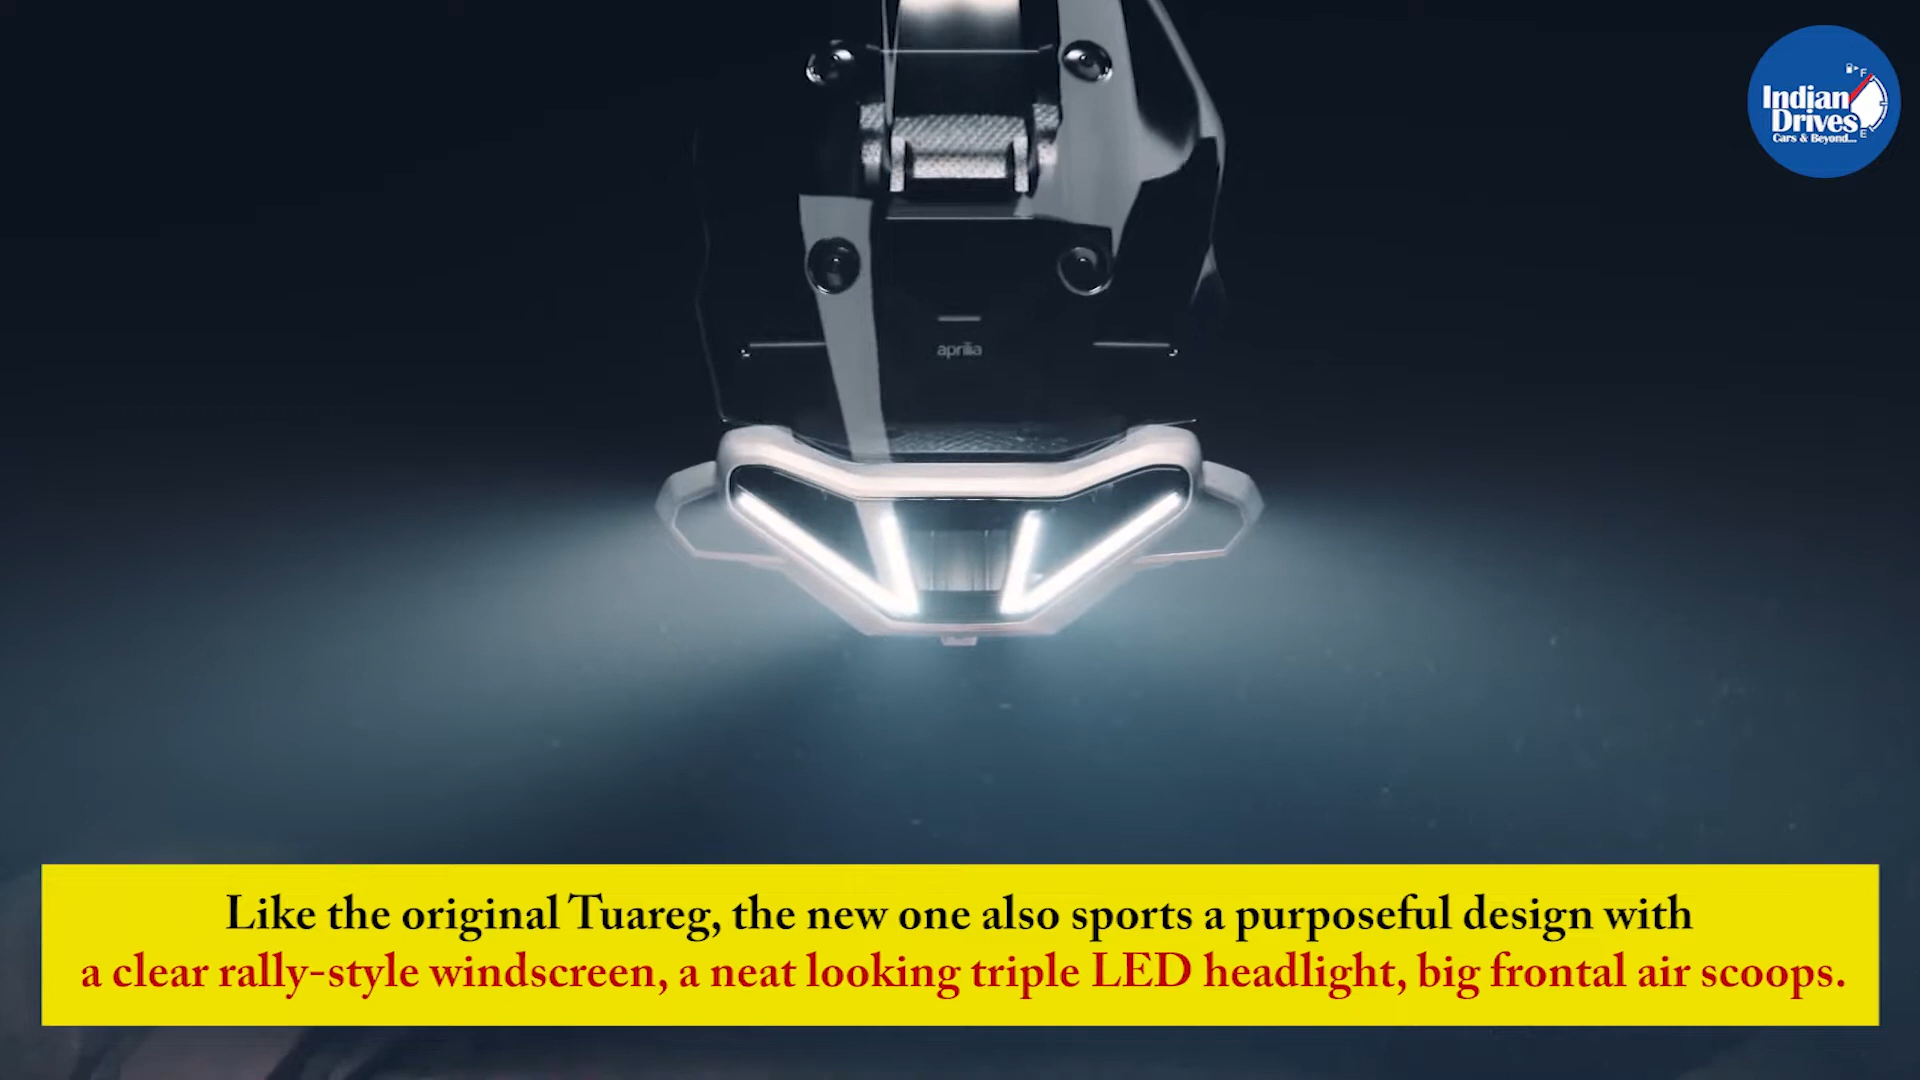 F
Indian
Drives
E
Cars & Beyond...
aprilia
Like the original Tuareg, the new one also sports a purposeful design with
a clear rally-style windscreen, a neat looking triple LED headlight, big frontal air scoops.